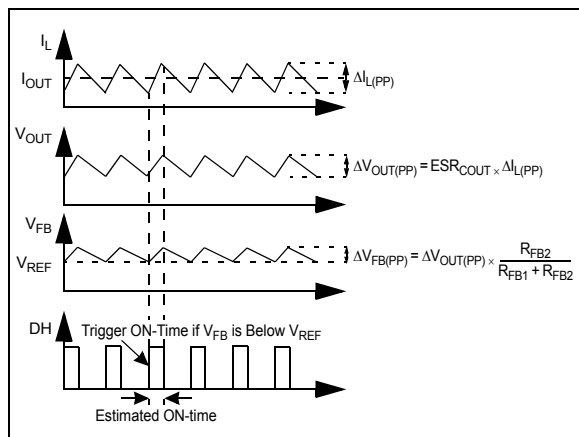 I_L
I_OUT
ΔI_L(PP)
V_OUT
ΔV_OUT(PP) = ESR_COUT × ΔI_L(PP)
V_FB
V_REF
ΔV_FB(PP) = ΔV_OUT(PP) × R_FB2 / (R_FB1 + R_FB2)
DH
Trigger ON-Time if V_FB is Below V_REF
Estimated ON-time